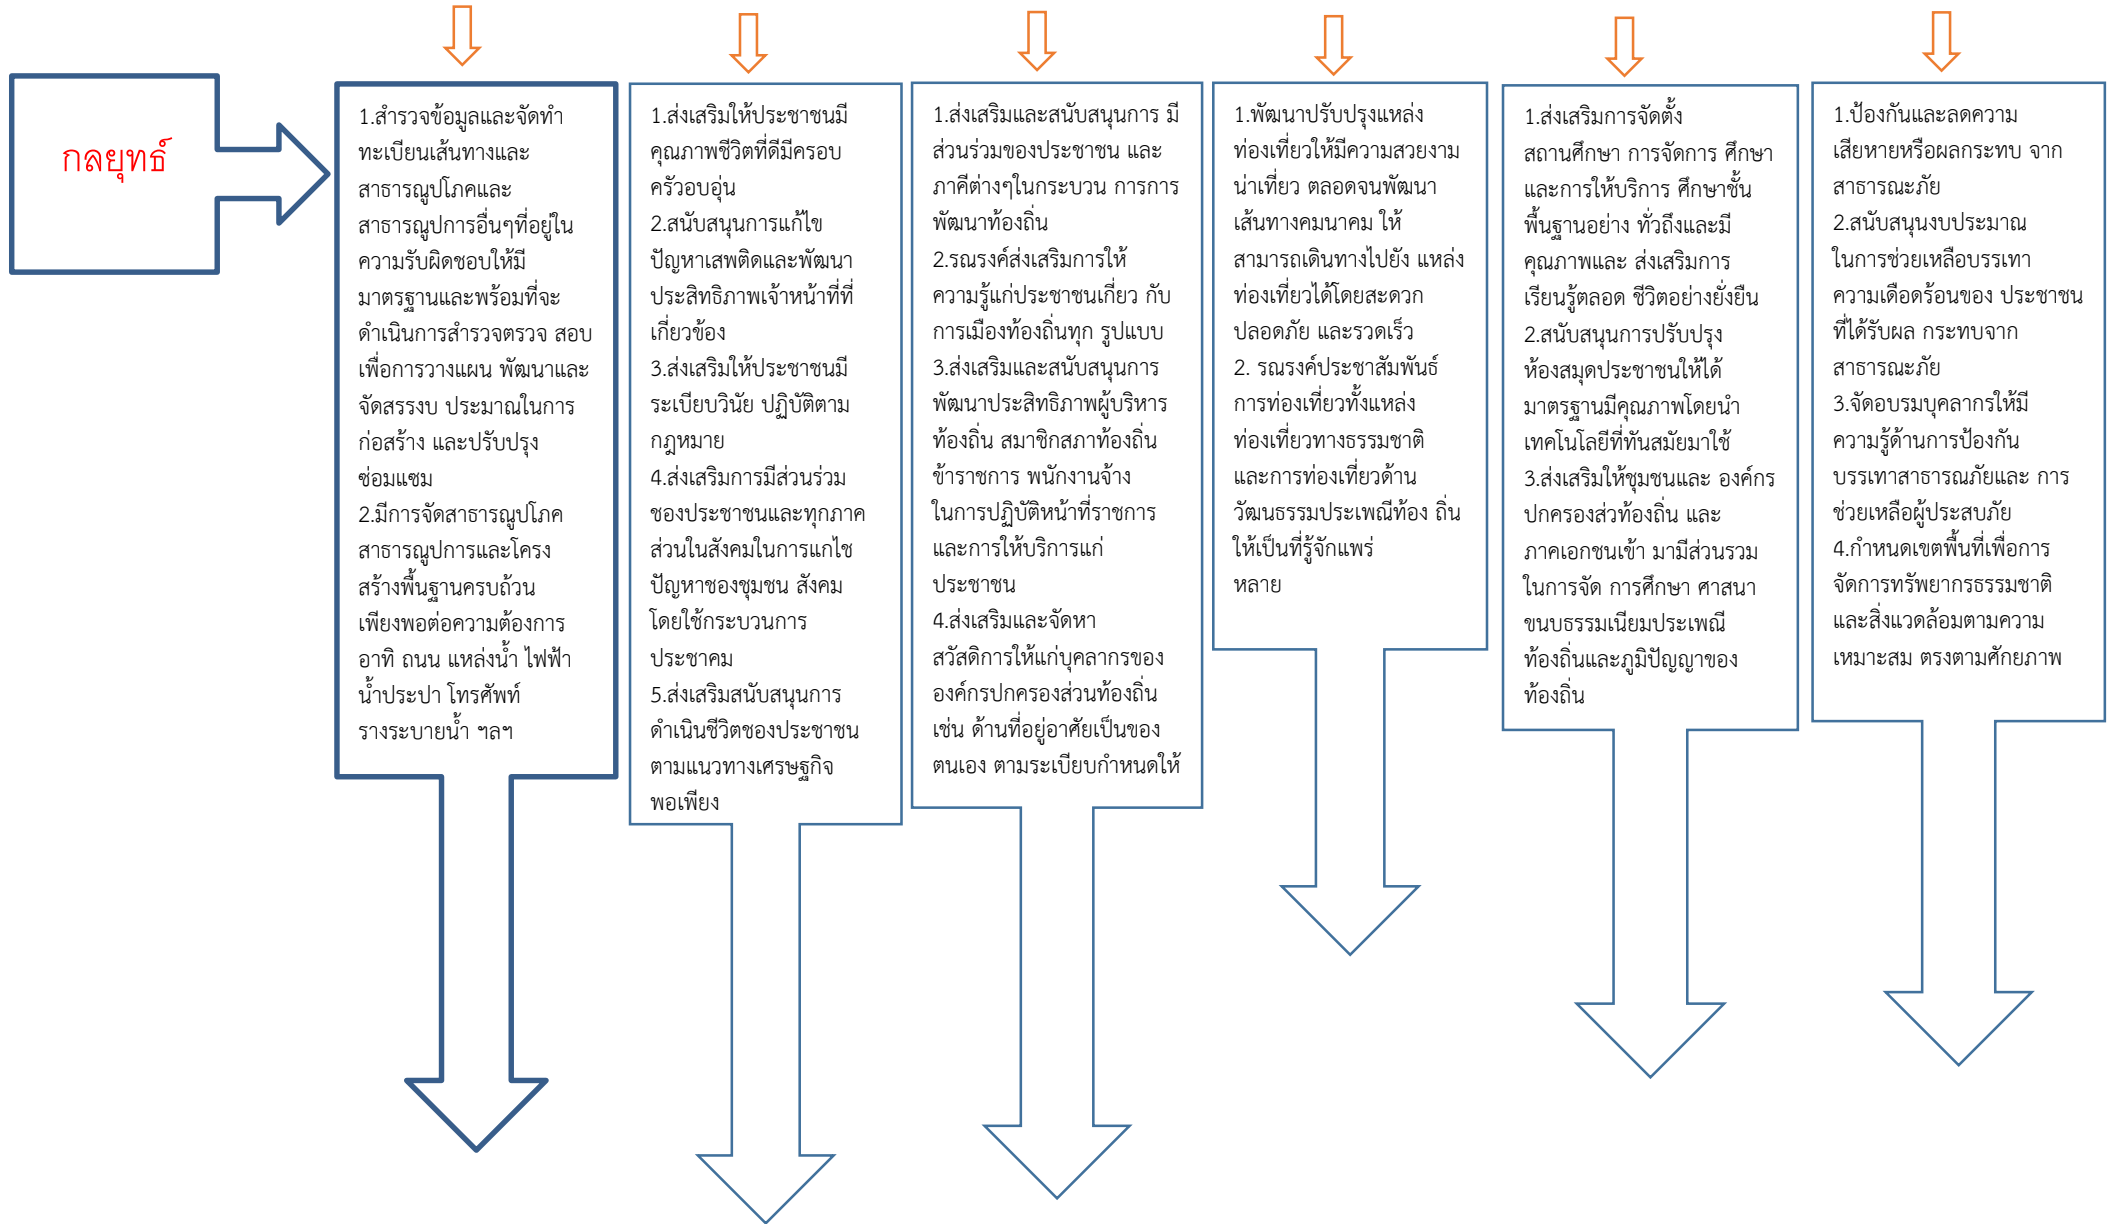 กลยุทธ์
1.สำรวจข้อมูลและจัดทำ
ทะเบียนเส้นทางและ
สาธารณูปโภคและ
สาธารณูปการอื่นๆที่อยู่ใน
ความรับผิดชอบให้มี
มาตรฐานและพร้อมที่จะ
ดำเนินการสำรวจตรวจ สอบ
เพื่อการวางแผน พัฒนาและ
จัดสรรงบ ประมาณในการ
ก่อสร้าง และปรับปรุง
ซ่อมแซม
2.มีการจัดสาธารณูปโภค
สาธารณูปการและโครง
สร้างพื้นฐานครบถ้วน
เพียงพอต่อความต้องการ
อาทิ ถนน แหล่งน้ำ ไฟฟ้า
น้ำประปา โทรศัพท์
รางระบายน้ำ ฯลฯ
1.ส่งเสริมให้ประชาชนมี
คุณภาพชีวิตที่ดีมีครอบ
ครัวอบอุ่น
2.สนับสนุนการแก้ไข
ปัญหาเสพติดและพัฒนา
ประสิทธิภาพเจ้าหน้าที่ที่
เกี่ยวข้อง
3.ส่งเสริมให้ประชาชนมี
ระเบียบวินัย ปฏิบัติตาม
กฎหมาย
4.ส่งเสริมการมีส่วนร่วม
ชองประชาชนและทุกภาค
ส่วนในสังคมในการแกไช
ปัญหาชองชุมชน สังคม
โดยใช้กระบวนการ
ประชาคม
5.ส่งเสริมสนับสนุนการ
ดำเนินชีวิตชองประชาชน
ตามแนวทางเศรษฐกิจ
พอเพียง
1.ส่งเสริมและสนับสนุนการ มี
ส่วนร่วมของประชาชน และ
ภาคีต่างๆในกระบวน การการ
พัฒนาท้องถิ่น
2.รณรงค์ส่งเสริมการให้
ความรู้แก่ประชาชนเกี่ยว กับ
การเมืองท้องถิ่นทุก รูปแบบ
3.ส่งเสริมและสนับสนุนการ
พัฒนาประสิทธิภาพผู้บริหาร
ท้องถิ่น สมาชิกสภาท้องถิ่น
ข้าราชการ พนักงานจ้าง
ในการปฏิบัติหน้าที่ราชการ
และการให้บริการแก่
ประชาชน
4.ส่งเสริมและจัดหา
สวัสดิการให้แก่บุคลากรของ
องค์กรปกครองส่วนท้องถิ่น
เช่น ด้านที่อยู่อาศัยเป็นของ
ตนเอง ตามระเบียบกำหนดให้
1.พัฒนาปรับปรุงแหล่ง
ท่องเที่ยวให้มีความสวยงาม
น่าเที่ยว ตลอดจนพัฒนา
เส้นทางคมนาคม ให้
สามารถเดินทางไปยัง แหล่ง
ท่องเที่ยวได้โดยสะดวก
ปลอดภัย และรวดเร็ว
2. รณรงค์ประชาสัมพันธ์
การท่องเที่ยวทั้งแหล่ง
ท่องเที่ยวทางธรรมชาติ
และการท่องเที่ยวด้าน
วัฒนธรรมประเพณีท้อง ถิ่น
ให้เป็นที่รู้จักแพร่
หลาย
1.ส่งเสริมการจัดตั้ง
สถานศึกษา การจัดการ ศึกษา
และการให้บริการ ศึกษาชั้น
พื้นฐานอย่าง ทั่วถึงและมี
คุณภาพและ ส่งเสริมการ
เรียนรู้ตลอด ชีวิตอย่างยั่งยืน
2.สนับสนุนการปรับปรุง
ห้องสมุดประชาชนให้ได้
มาตรฐานมีคุณภาพโดยนำ
เทคโนโลยีที่ทันสมัยมาใช้
3.ส่งเสริมให้ชุมชนและ องค์กร
ปกครองส่วท้องถิ่น และ
ภาคเอกชนเข้า มามีส่วนรวม
ในการจัด การศึกษา ศาสนา
ขนบธรรมเนียมประเพณี
ท้องถิ่นและภูมิปัญญาของ
ท้องถิ่น
1.ป้องกันและลดความ
เสียหายหรือผลกระทบ จาก
สาธารณะภัย
2.สนับสนุนงบประมาณ
ในการช่วยเหลือบรรเทา
ความเดือดร้อนของ ประชาชน
ที่ได้รับผล กระทบจาก
สาธารณะภัย
3.จัดอบรมบุคลากรให้มี
ความรู้ด้านการป้องกัน
บรรเทาสาธารณภัยและ การ
ช่วยเหลือผู้ประสบภัย
4.กำหนดเขตพื้นที่เพื่อการ
จัดการทรัพยากรธรรมชาติ
และสิ่งแวดล้อมตามความ
เหมาะสม ตรงตามศักยภาพ